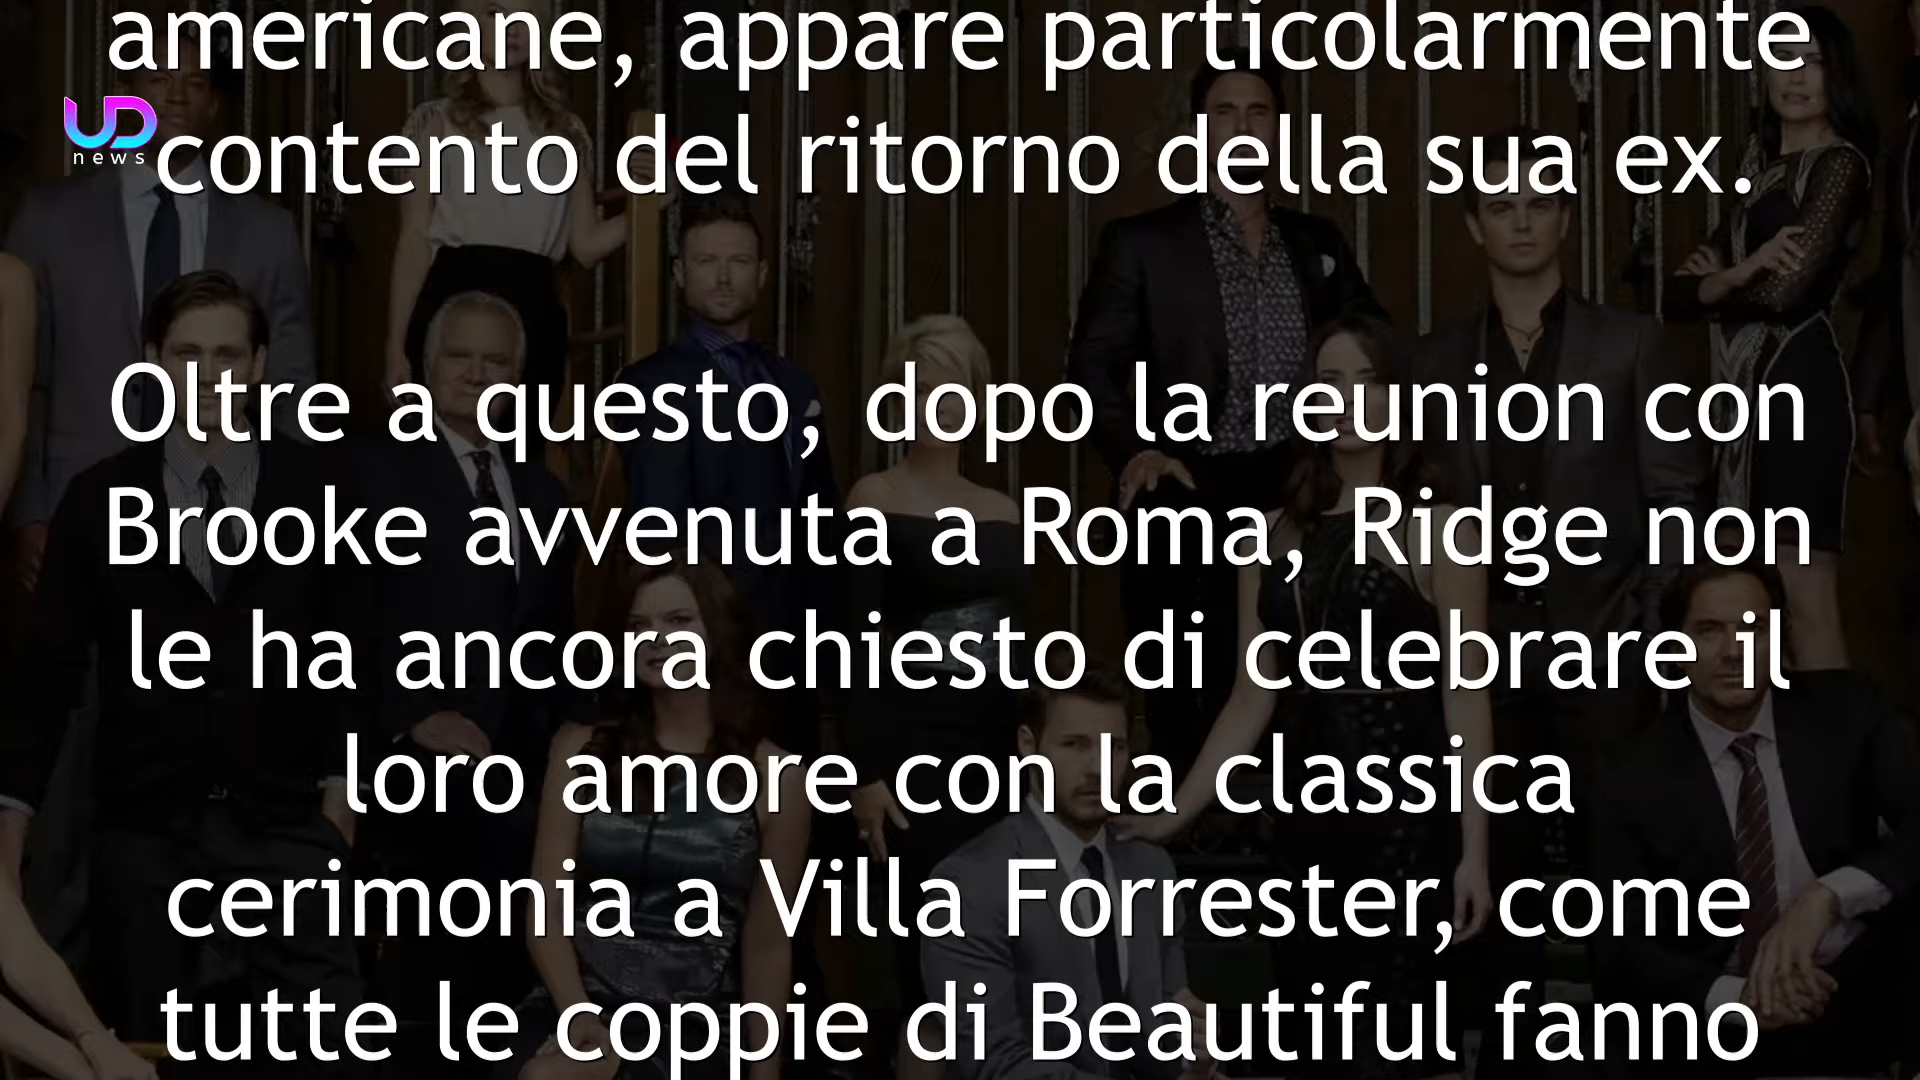 americane, appare particolarmente
UD
news
contento del ritorno della sua ex.
Oltre a questo, dopo la reunion con
Brooke avvenuta a Roma, Ridge non
le ha ancora chiesto di celebrare il
loro amore con la classica
cerimonia a Villa Forrester, come
tutte le coppie di Beautiful fanno